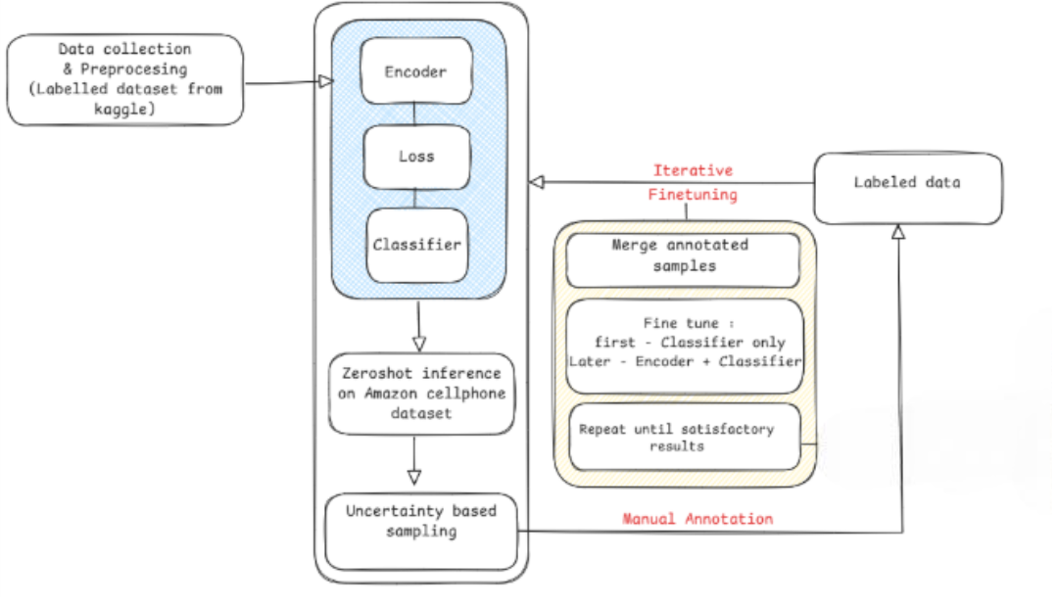 Data collection
& Preprocesing
(Labelled dataset from
kaggle)
Encoder
Loss
Classifier
Zeroshot inference
on Amazon cellphone
dataset
Uncertainty based
sampling
Iterative
Finetuning
Merge annotated
samples
Fine tune :
first - Classifier only
Later - Encoder + Classifier
Repeat until satisfactory
results
Manual Annotation
Labeled data